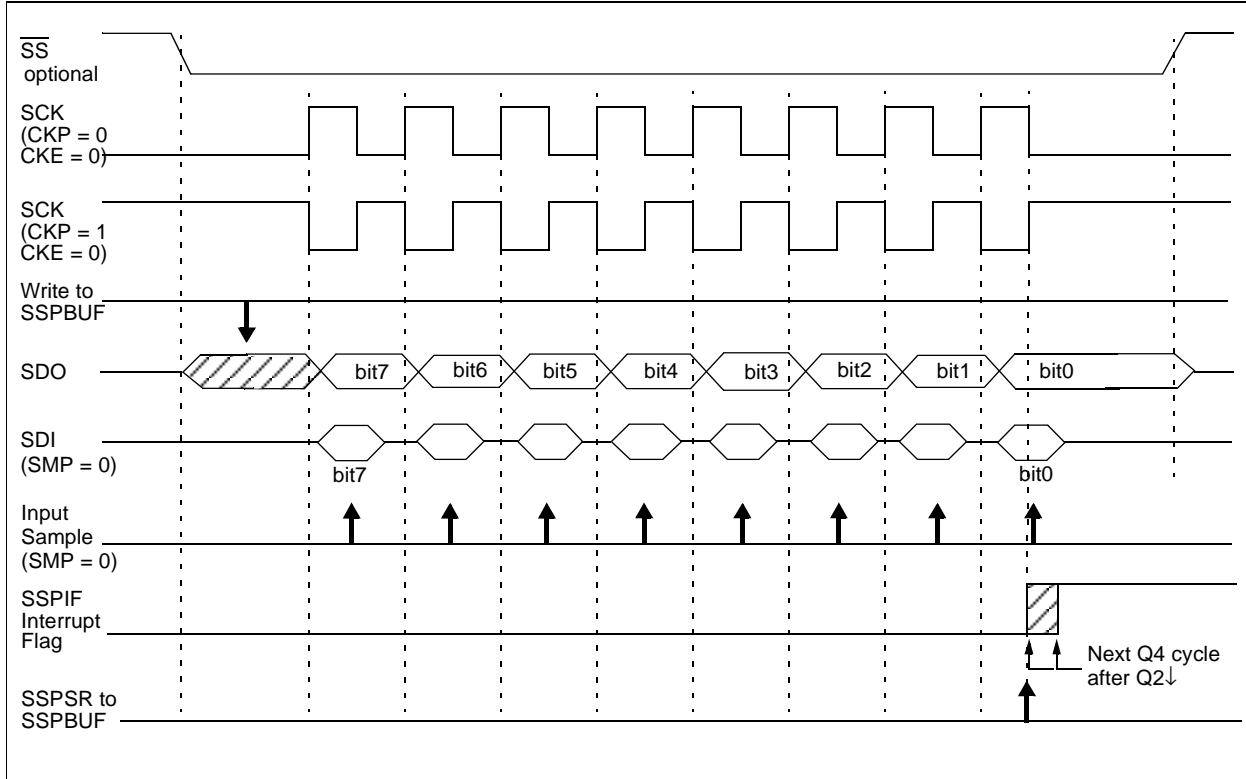 SS
optional
SCK
(CKP = 0
CKE = 0)
SCK
(CKP = 1
CKE = 0)
Write to
SSPBUF
SDO
bit7 bit6 bit5 bit4 bit3 bit2 bit1 bit0
SDI
(SMP = 0)
bit7 bit0
Input
Sample
(SMP = 0)
SSPIF
Interrupt
Flag
Next Q4 cycle
after Q2↓
SSPSR to
SSPBUF